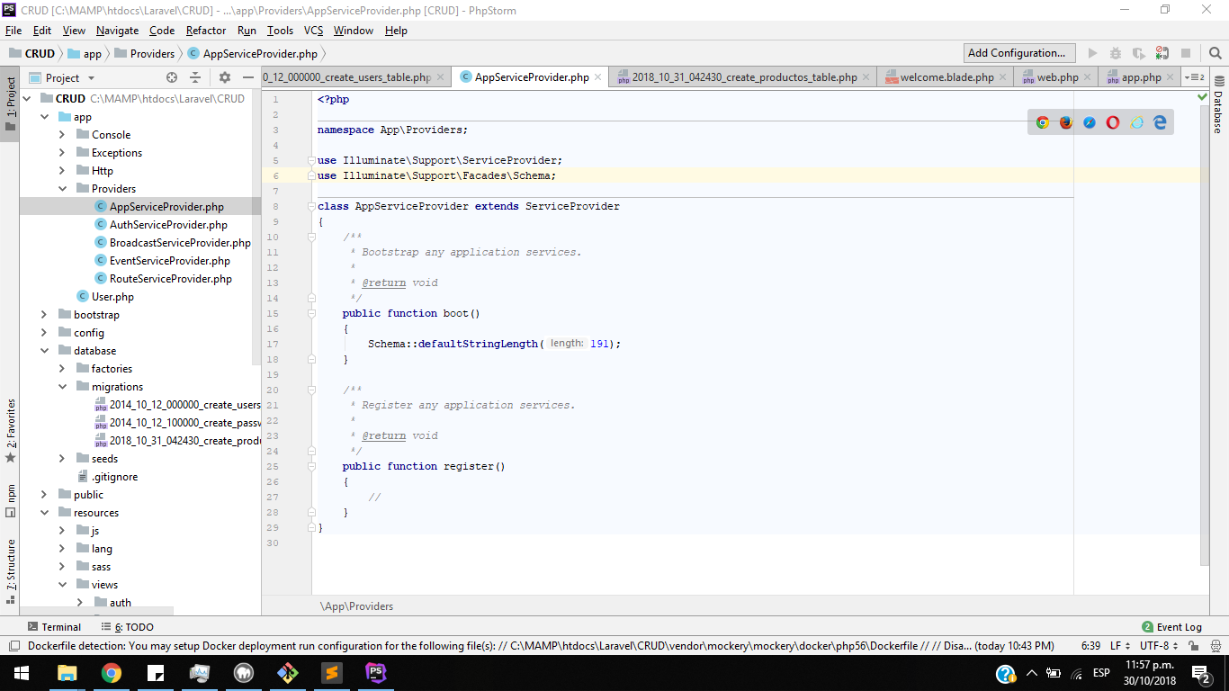 CRUD [C:\MAMP\htdocs\Laravel\CRUD] - ...\app\Providers\AppServiceProvider.php [CRUD] - PhpStorm
File Edit View Navigate Code Refactor Run Tools VCS Window Help
CRUD app Providers AppServiceProvider.php Add Configuration...
Project
0_12_000000_create_users_table.php AppServiceProvider.php 2018_10_31_042430_create_productos_table.php welcome.blade.php web.php app.php 2
1: Project
2: Favorites
npm
Z: Structure
Database
CRUD C:\MAMP\htdocs\Laravel\CRUD
app
Console
Exceptions
Http
Providers
AppServiceProvider.php
AuthServiceProvider.php
BroadcastServiceProvider.php
EventServiceProvider.php
RouteServiceProvider.php
User.php
bootstrap
config
database
factories
migrations
2014_10_12_000000_create_users
2014_10_12_100000_create_passv
2018_10_31_042430_create_produ
seeds
.gitignore
public
resources
js
lang
sass
views
auth
1 <?php
2
3 namespace App\Providers;
4
5 use Illuminate\Support\ServiceProvider;
6 use Illuminate\Support\Facades\Schema;
7
8 class AppServiceProvider extends ServiceProvider
9 {
10 /**
11 * Bootstrap any application services.
12 *
13 * @return void
14 */
15 public function boot()
16 {
17 Schema::defaultStringLength( length: 191);
18 }
19
20 /**
21 * Register any application services.
22 *
23 * @return void
24 */
25 public function register()
26 {
27 //
28 }
29 }
30
\App\Providers
Terminal 6: TODO 2 Event Log
Dockerfile detection: You may setup Docker deployment run configuration for the following file(s): // C:\MAMP\htdocs\Laravel\CRUD\vendor\mockery\mockery\docker\php56\Dockerfile // // Disa... (today 10:43 PM) 6:39 LF UTF-8
ESP
11:57 p.m.
30/10/2018
2